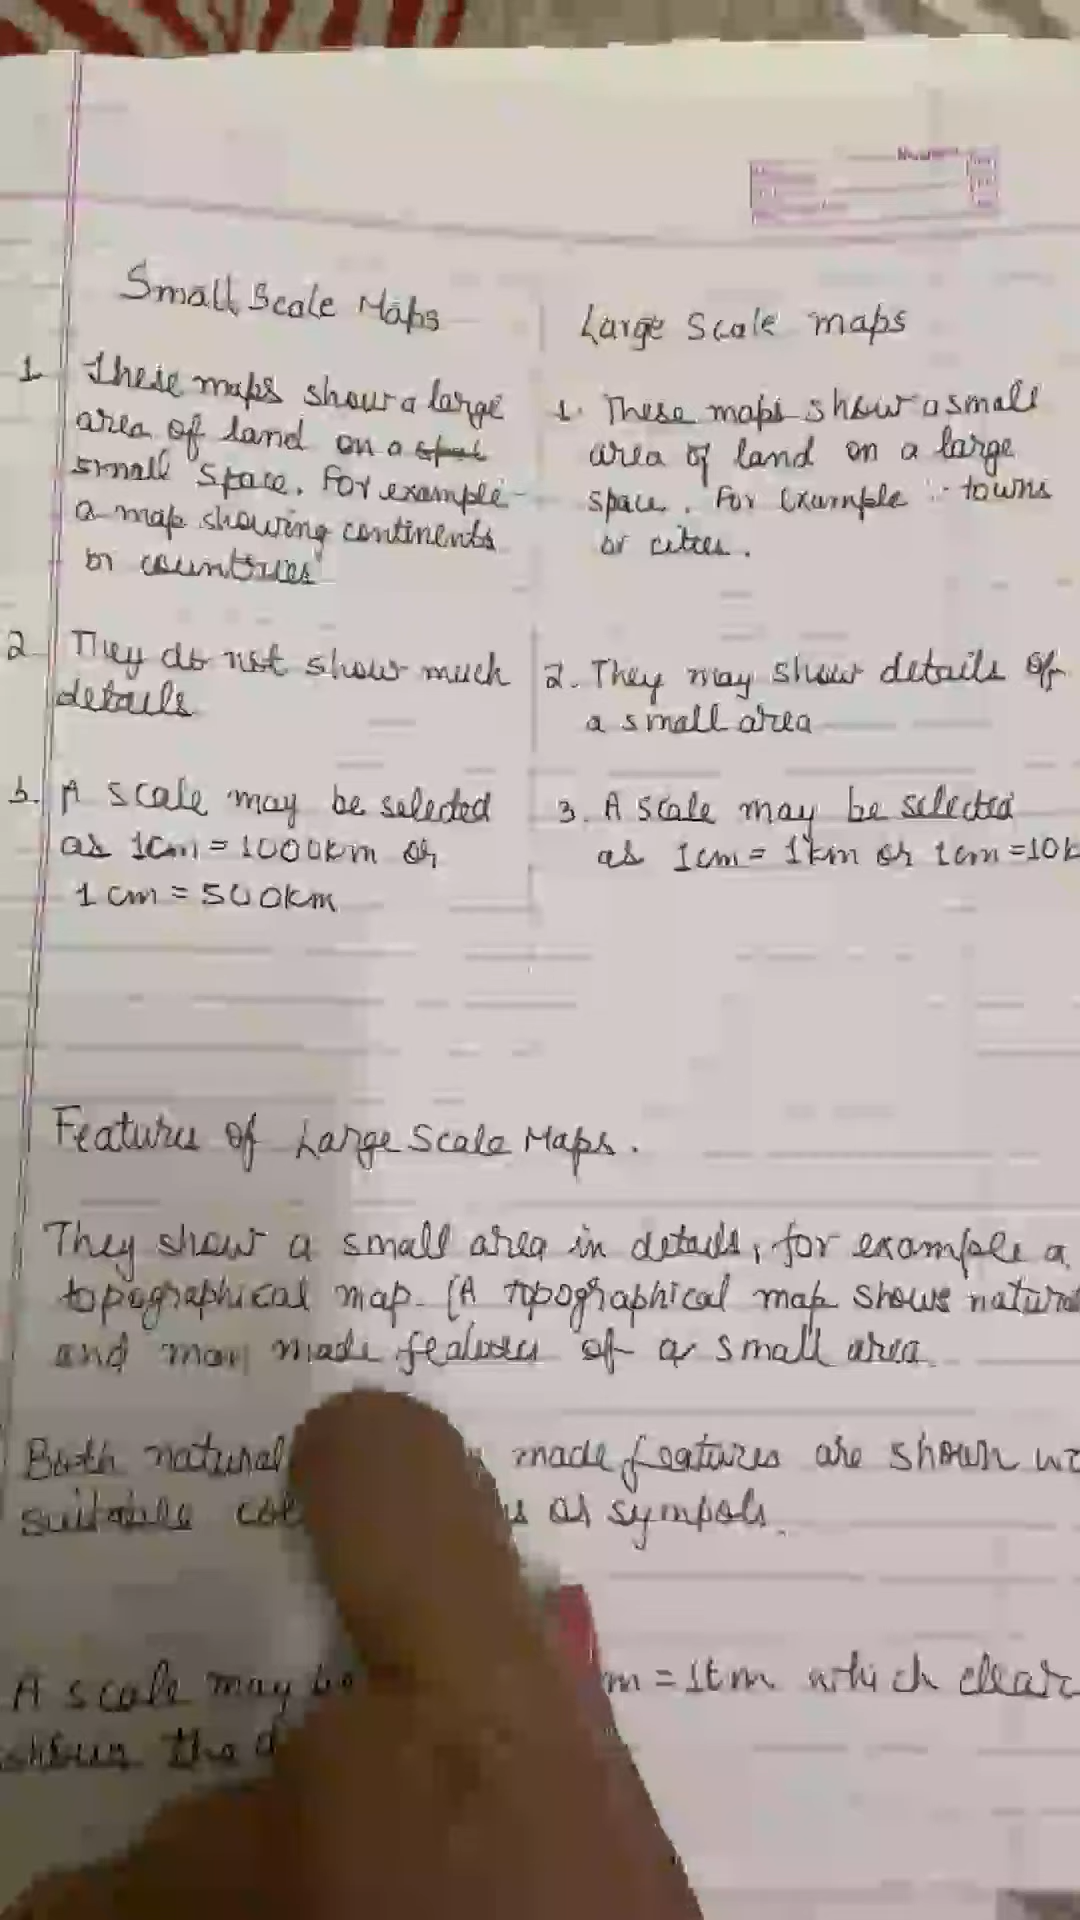 Small Scale Maps
1. These maps show a large
area of land on a
small space. For example
a map showing continents
or countries
2. They do not show much
details
3. A scale may be selected
as 1cm = 1000km or
1 cm = 500km
Large Scale maps
1. These maps show a small
area of land on a large
space. For example :- towns
or cities.
2. They may show details of
a small area
3. A scale may be selected
as 1cm = 1km or 1cm = 10k
Features of Large Scale Maps.
They show a small area in details, for example a
topographical map. (A topographical map shows natural
and man made features of a small area
Both natural made features are shown
suitable as symbols.
A scale may be m = 1km which clear
shows the